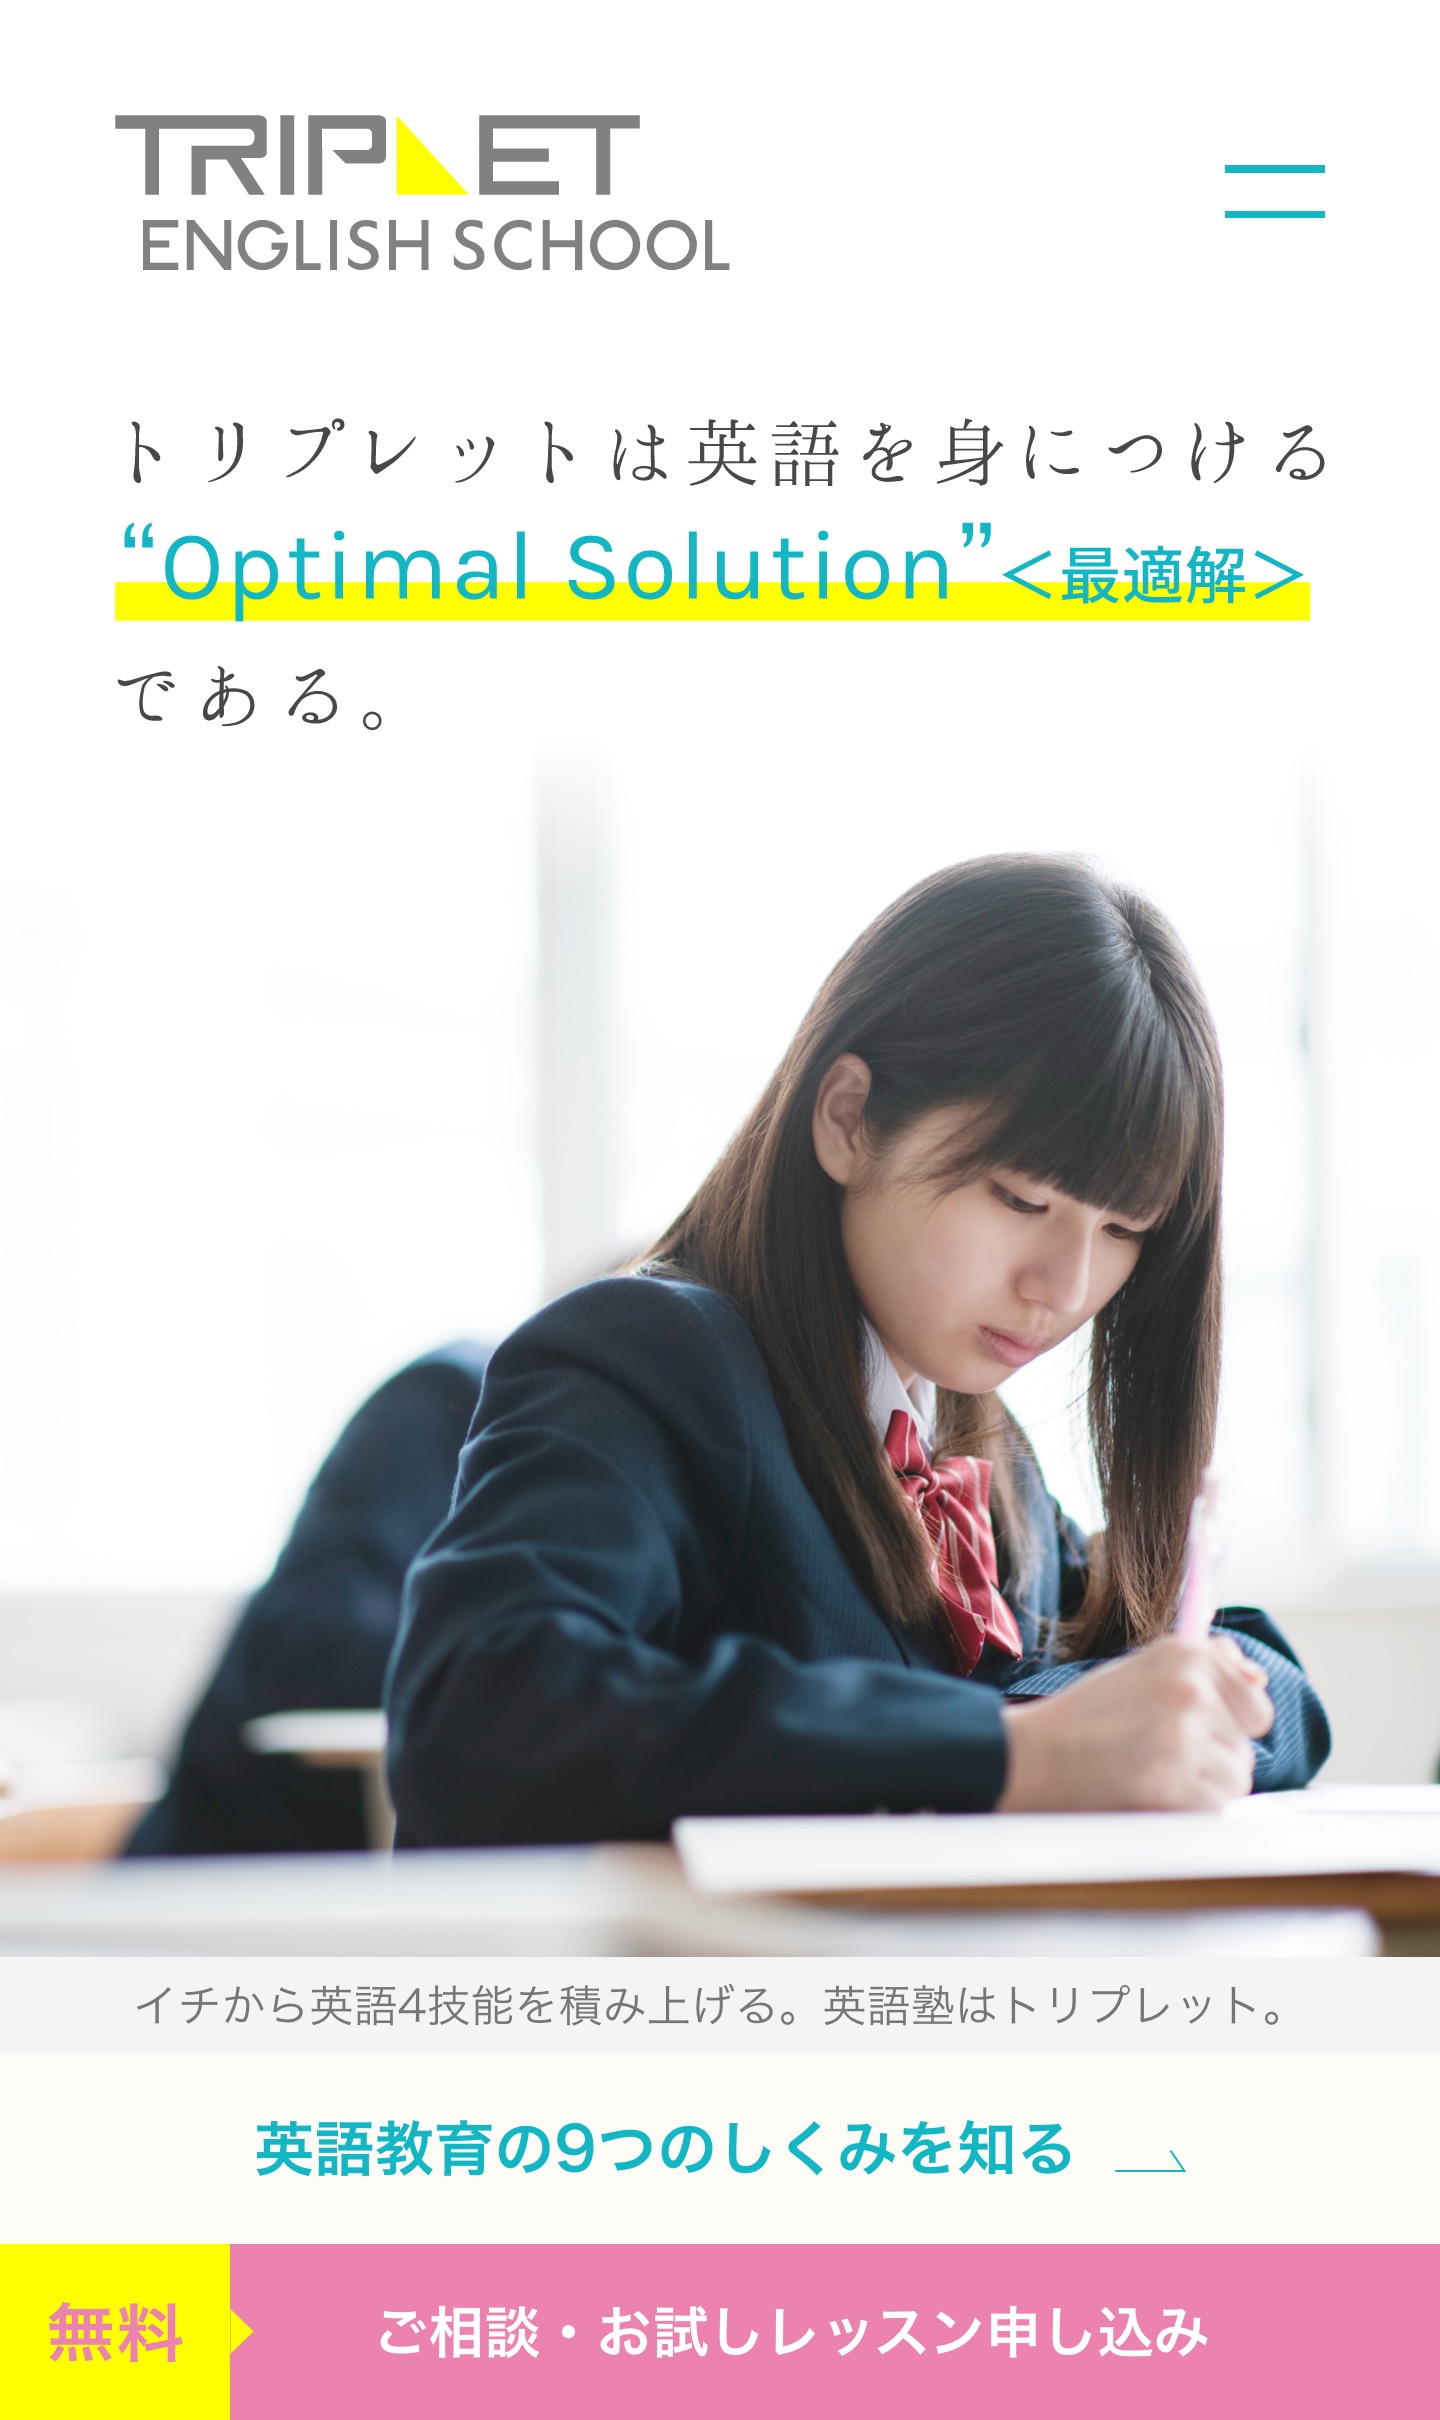 TRIPLET
ENGLISH SCHOOL
トリプレットは英語を身につける
“Optimal Solution”＜最適解＞
である。
イチから英語4技能を積み上げる。英語塾はトリプレット。
英語教育の9つのしくみを知る
無料
ご相談・お試しレッスン申し込み